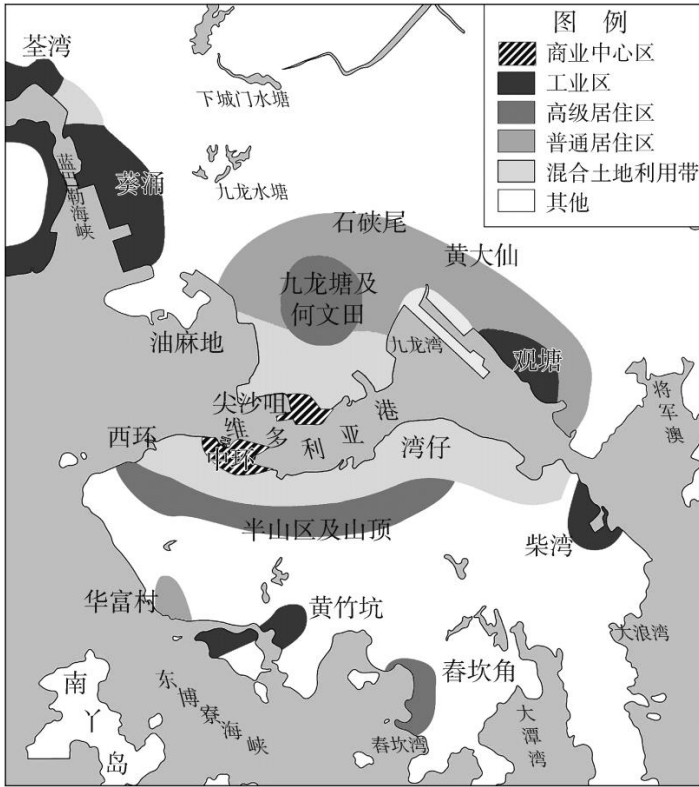 图例
商业中心区
工业区
高级居住区
普通居住区
混合土地利用带
其他
荃湾
下城门水塘
蓝巴勒海峡
葵涌
九龙水塘
石硖尾
黄大仙
九龙塘及
何文田
油麻地
九龙湾
观塘
将军澳
尖沙咀
维多利亚港
西环
中环
湾仔
半山区及山顶
柴湾
华富村
黄竹坑
大浪湾
舂坎角
南丫岛
东博寮海峡
舂坎湾
大潭湾